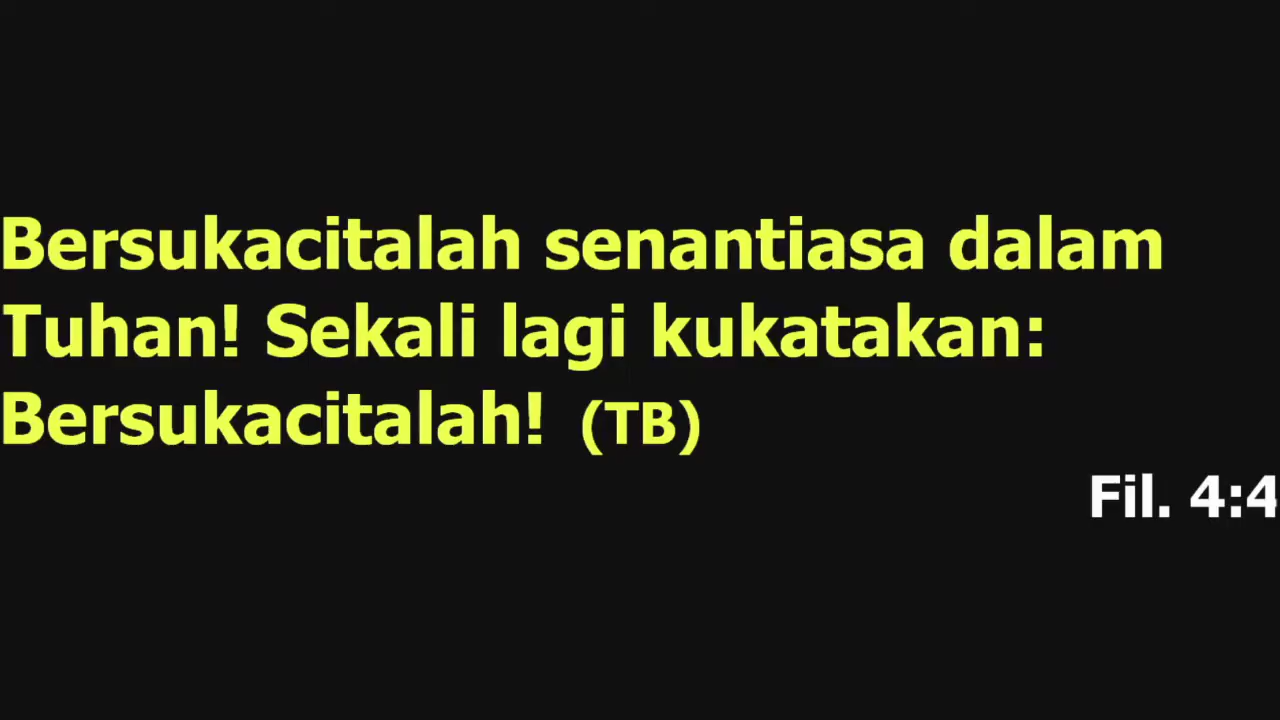 Bersukacitalah senantiasa dalam
Tuhan! Sekali lagi kukatakan:
Bersukacitalah! (TB)
Fil. 4:4